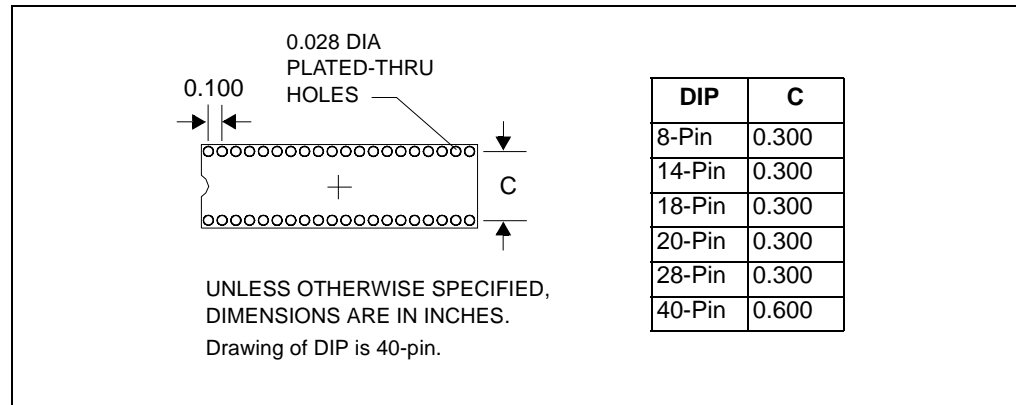 0.028 DIA
PLATED-THRU
HOLES
0.100
C
UNLESS OTHERWISE SPECIFIED,
DIMENSIONS ARE IN INCHES.
Drawing of DIP is 40-pin.
DIP C
8-Pin 0.300
14-Pin 0.300
18-Pin 0.300
20-Pin 0.300
28-Pin 0.300
40-Pin 0.600